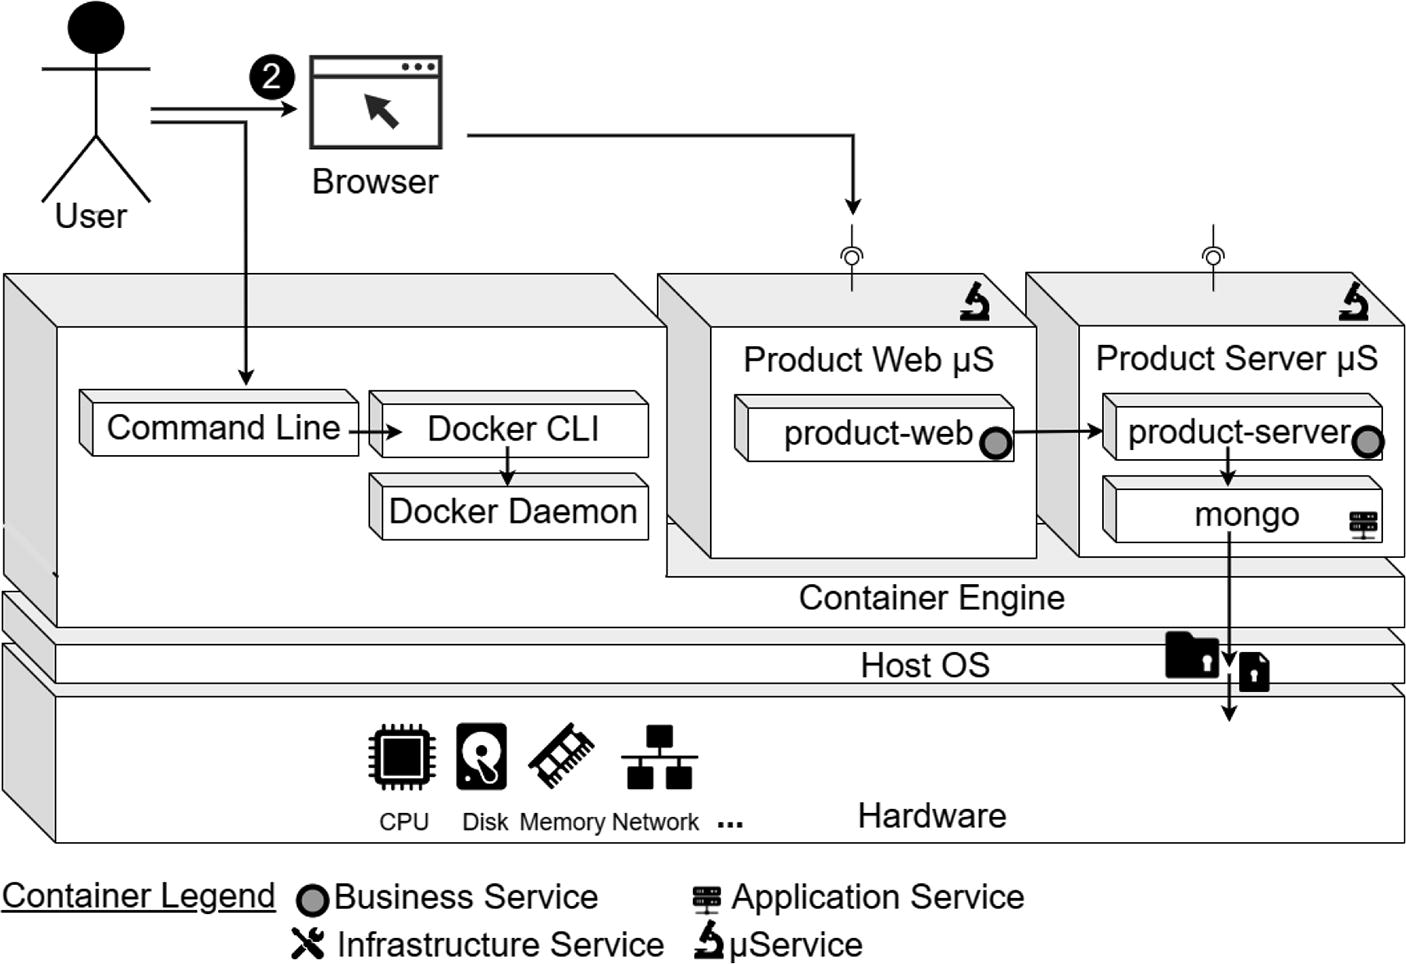 2
Browser
User
Product Web µS
Product Server µS
Command Line
Docker CLI
product-web
product-server
Docker Daemon
mongo
Container Engine
Host OS
CPU
Disk
Memory
Network
...
Hardware
Container Legend
Business Service
Application Service
Infrastructure Service
µService